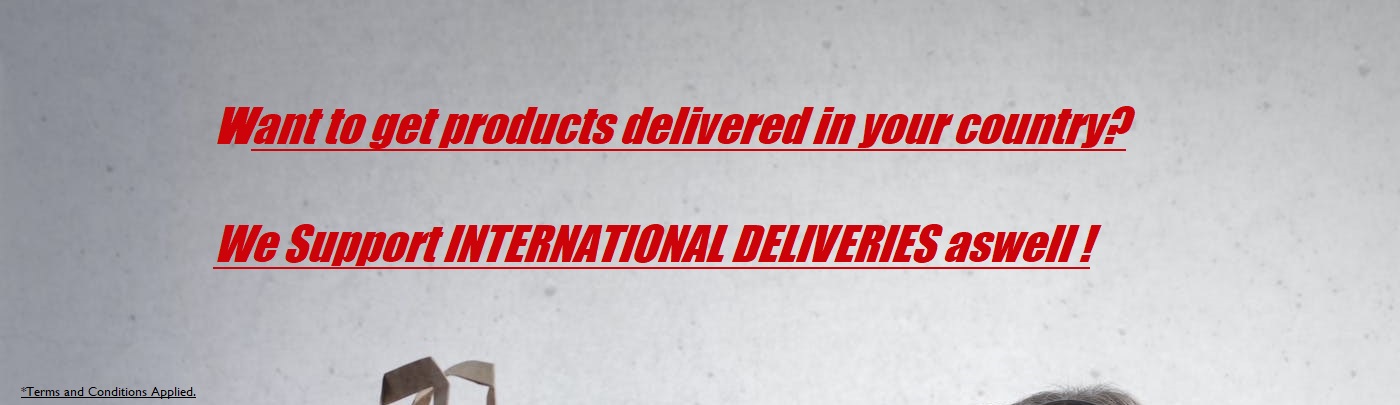 Want to get products delivered in your country?
We Support INTERNATIONAL DELIVERIES aswell !
*Terms and Conditions Applied.